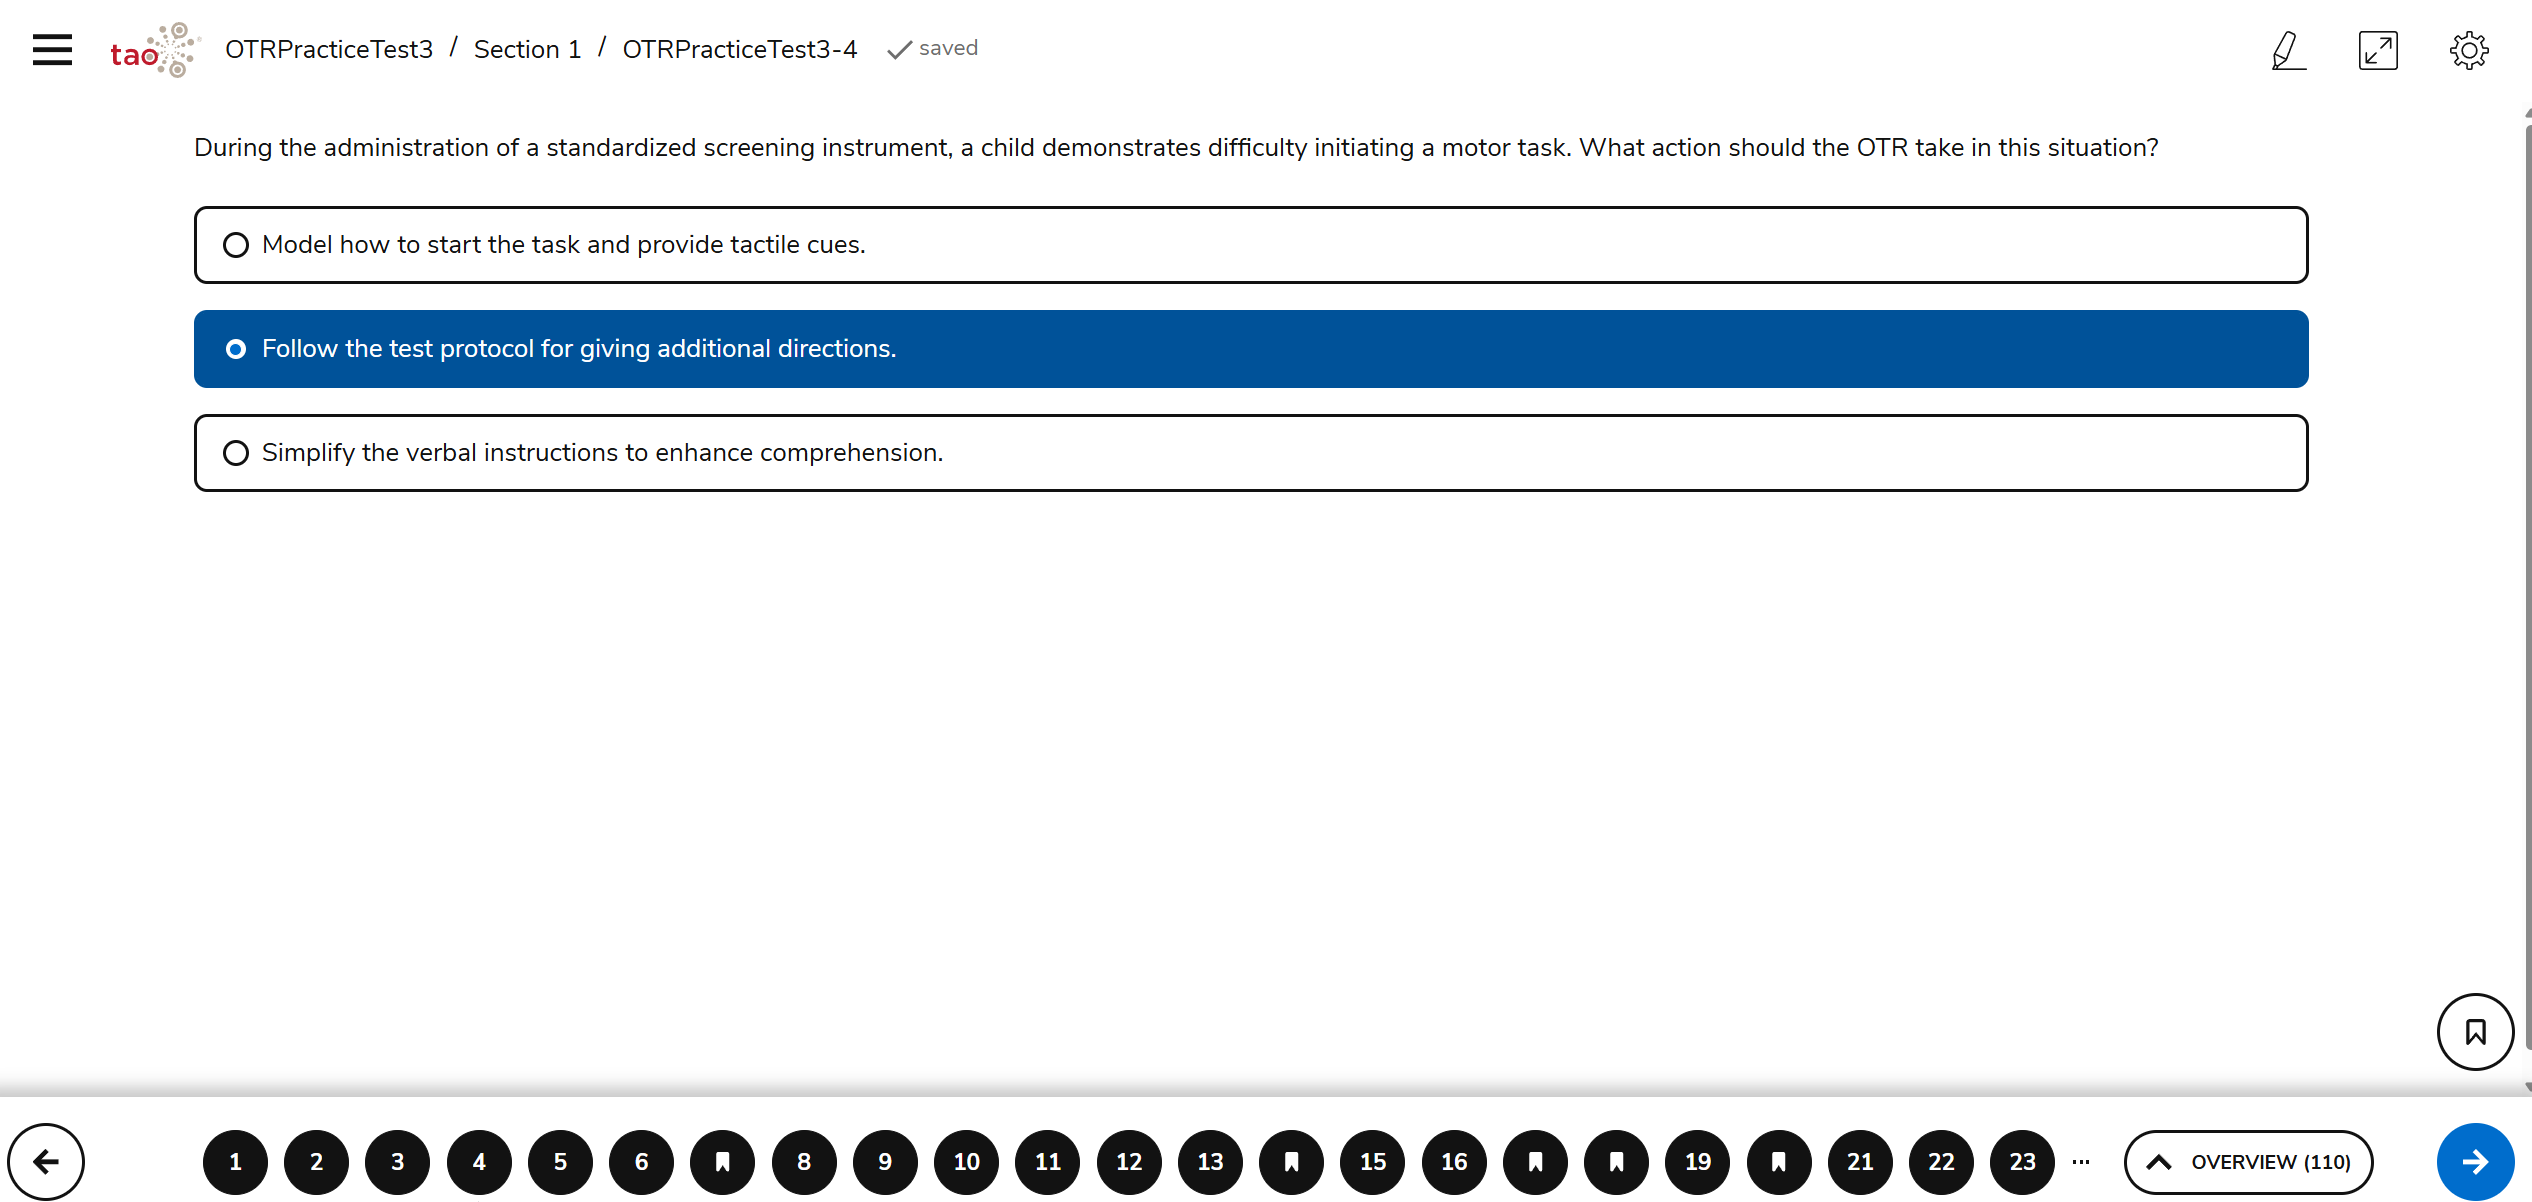 tao OTRPracticeTest3 / Section 1 / OTRPracticeTest3-4 saved
During the administration of a standardized screening instrument, a child demonstrates difficulty initiating a motor task. What action should the OTR take in this situation?
Model how to start the task and provide tactile cues.
Follow the test protocol for giving additional directions.
Simplify the verbal instructions to enhance comprehension.
1 2 3 4 5 6 8 9 10 11 12 13 15 16 19 21 22 23 ... OVERVIEW (110)